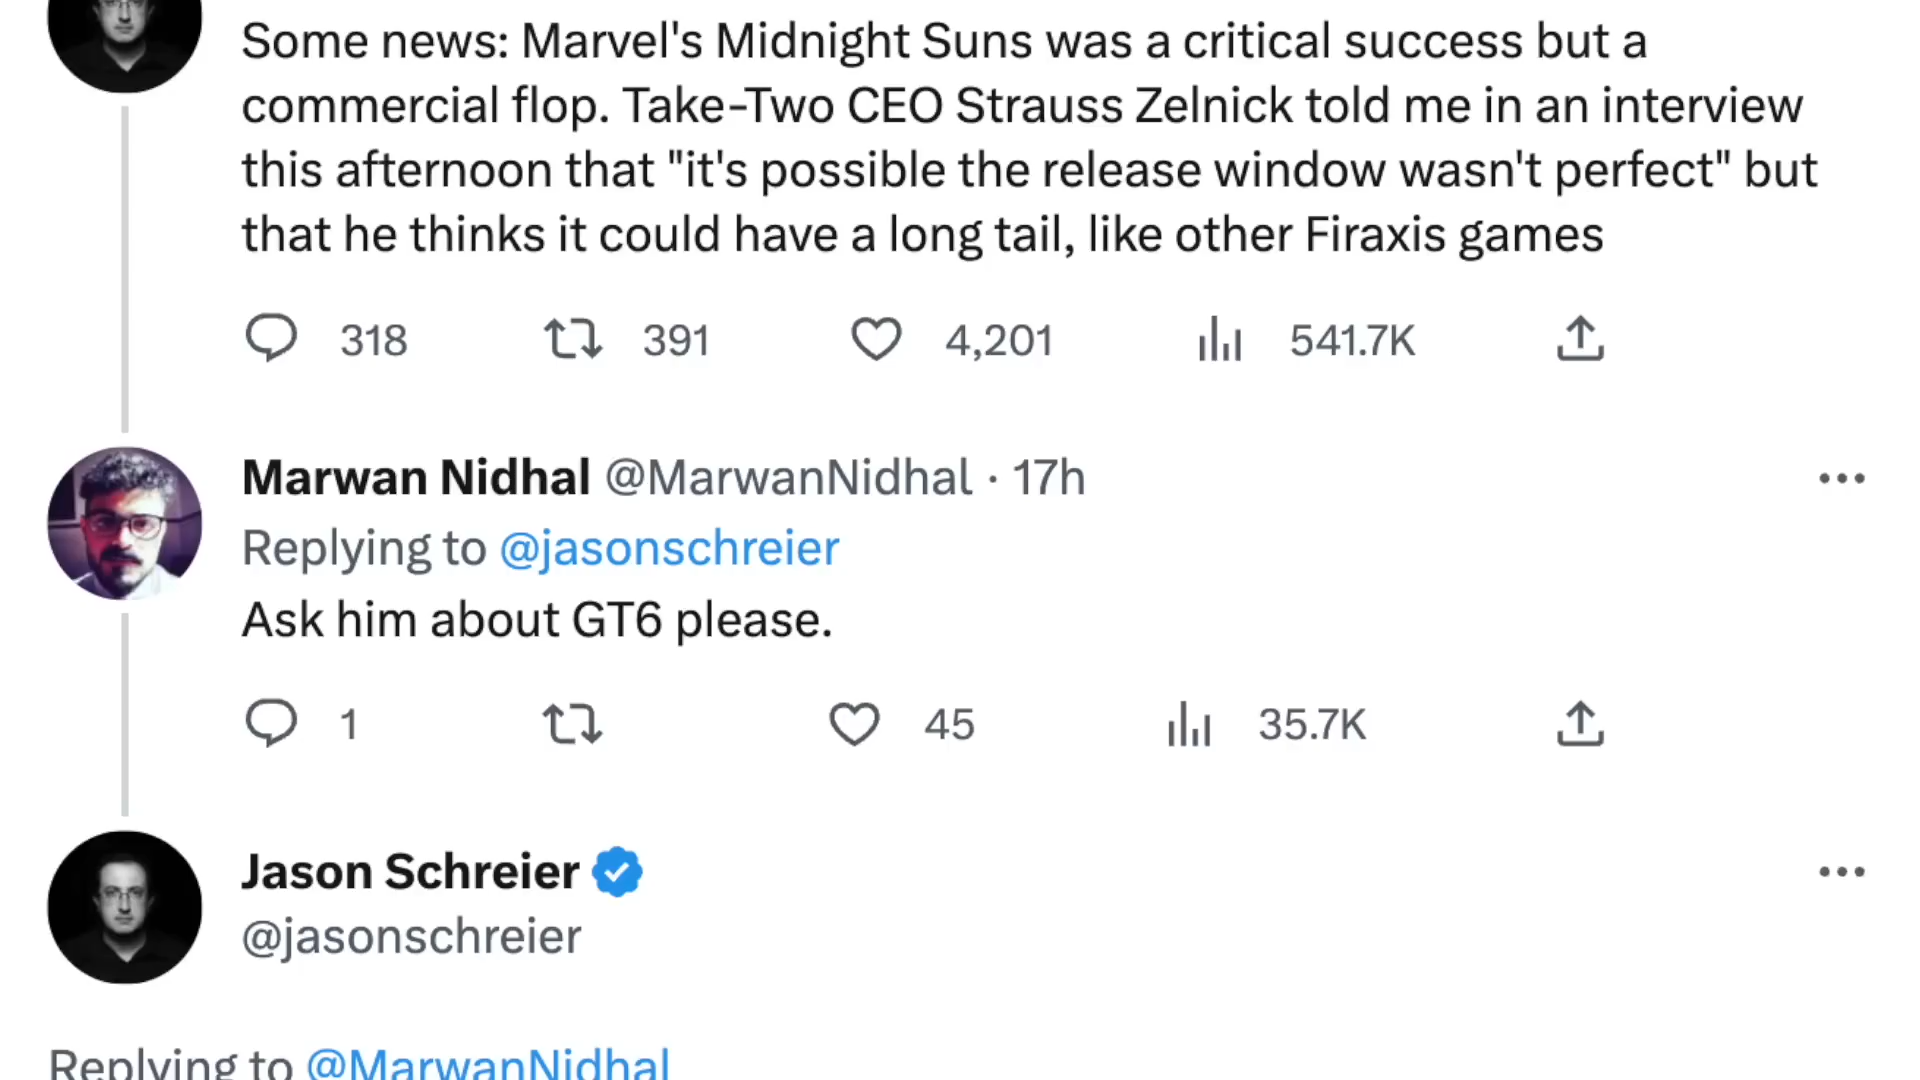 Some news: Marvel's Midnight Suns was a critical success but a
commercial flop. Take-Two CEO Strauss Zelnick told me in an interview
this afternoon that "it's possible the release window wasn't perfect" but
that he thinks it could have a long tail, like other Firaxis games
318 391 4,201 541.7K
Marwan Nidhal @MarwanNidhal · 17h
Replying to @jasonschreier
Ask him about GT6 please.
1 45 35.7K
Jason Schreier
@jasonschreier
Replying to @MarwanNidhal